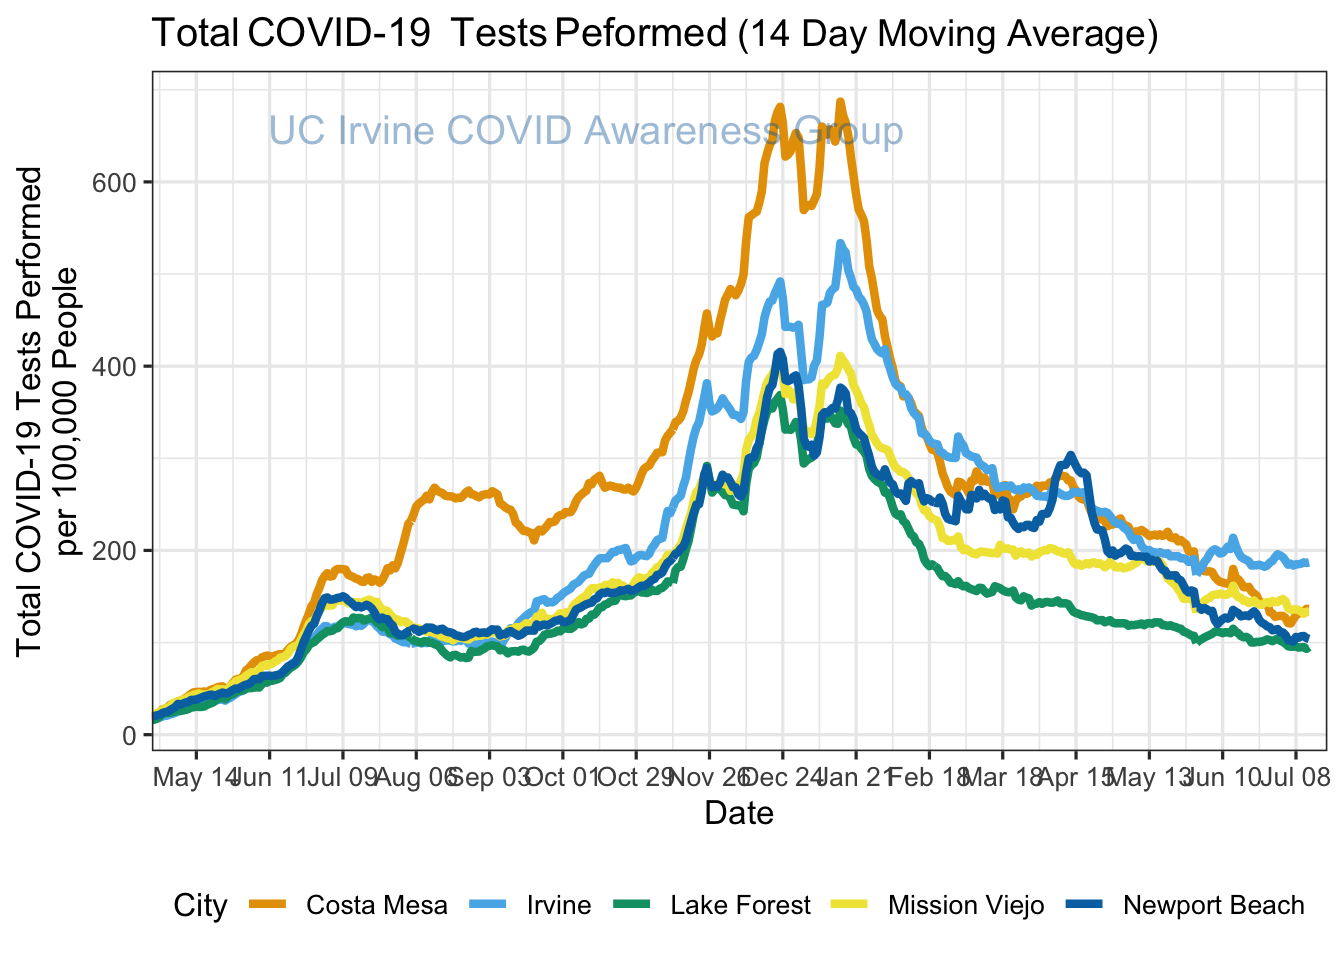 Total COVID-19 Tests Peformed (14 Day Moving Average)
UC Irvine COVID Awareness Group
Total COVID-19 Tests Performed
per 100,000 People
600
400
200
0
May 14 Jun 11 Jul 09 Aug 06 Sep 03 Oct 01 Oct 29 Nov 26 Dec 24 Jan 21 Feb 18 Mar 18 Apr 15 May 13 Jun 10 Jul 08
Date
City Costa Mesa Irvine Lake Forest Mission Viejo Newport Beach